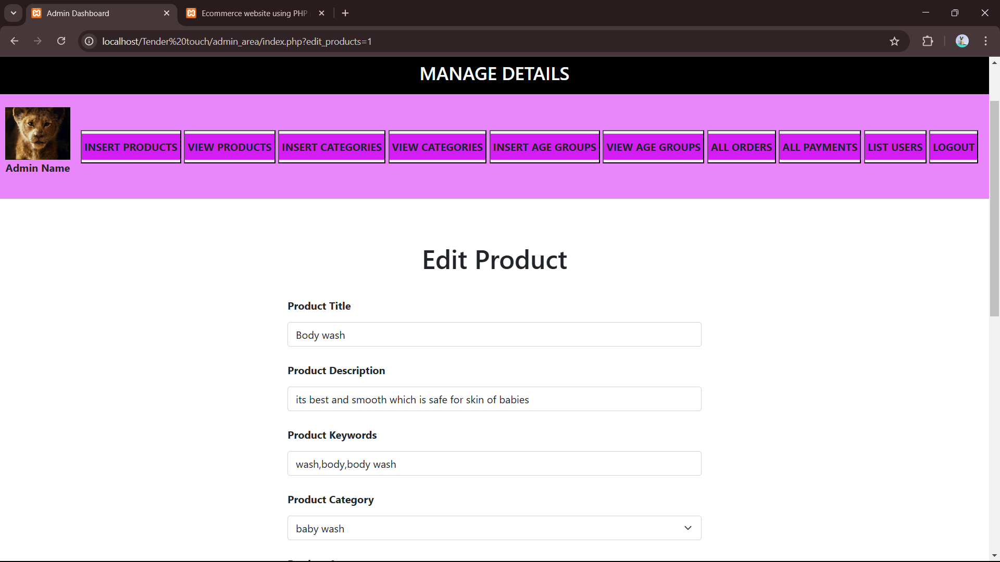 Admin Dashboard
Ecommerce website using PHP
localhost/Tender%20touch/admin_area/index.php?edit_products=1
MANAGE DETAILS
INSERT PRODUCTS VIEW PRODUCTS INSERT CATEGORIES VIEW CATEGORIES INSERT AGE GROUPS VIEW AGE GROUPS ALL ORDERS ALL PAYMENTS LIST USERS LOGOUT
Admin Name
Edit Product
Product Title
Body wash
Product Description
its best and smooth which is safe for skin of babies
Product Keywords
wash,body,body wash
Product Category
baby wash